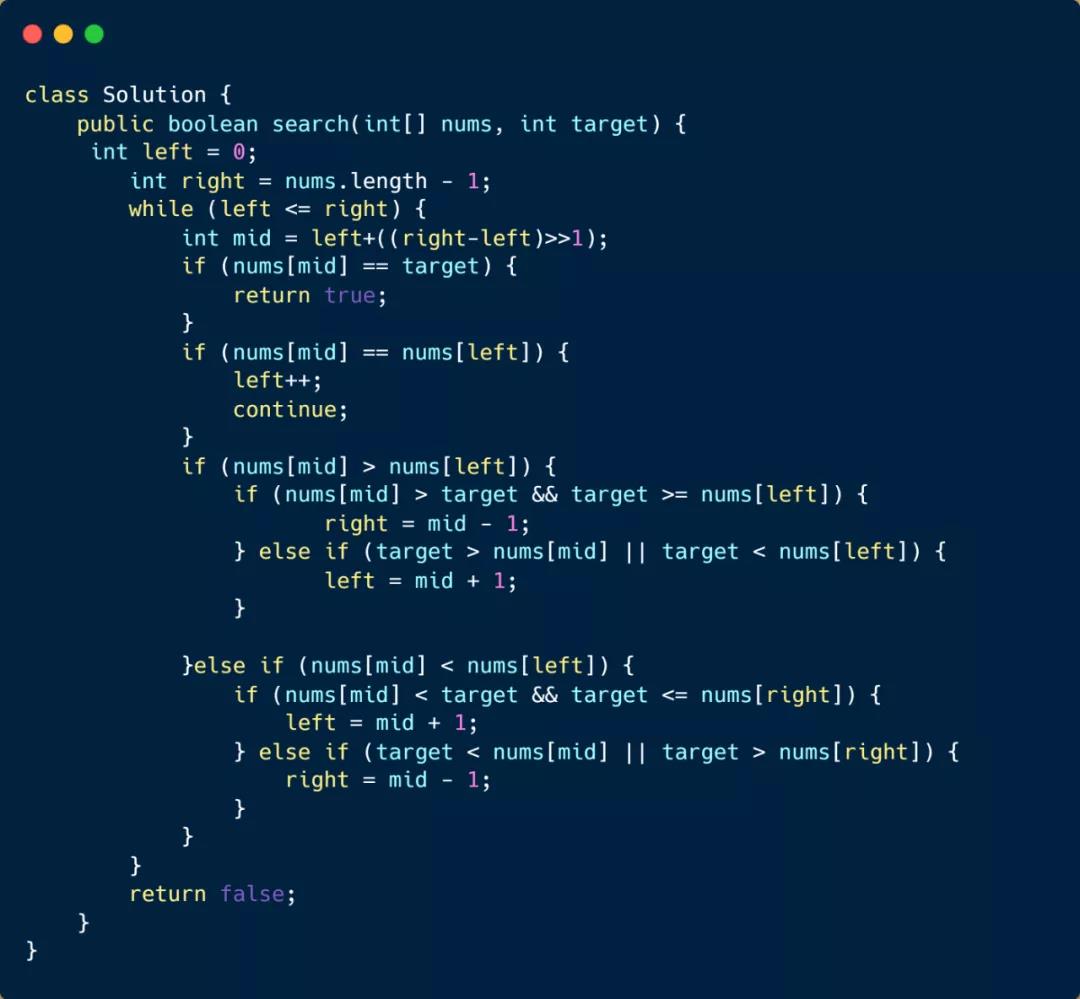 class Solution {
    public boolean search(int[] nums, int target) {
     int left = 0;
        int right = nums.length - 1;
        while (left <= right) {
            int mid = left+((right-left)>>1);
            if (nums[mid] == target) {
                return true;
            }
            if (nums[mid] == nums[left]) {
                left++;
                continue;
            }
            if (nums[mid] > nums[left]) {
                if (nums[mid] > target && target >= nums[left]) {
                       right = mid - 1;
                } else if (target > nums[mid] || target < nums[left]) {
                       left = mid + 1;
                }

            }else if (nums[mid] < nums[left]) {
                if (nums[mid] < target && target <= nums[right]) {
                    left = mid + 1;
                } else if (target < nums[mid] || target > nums[right]) {
                    right = mid - 1;
                }
            }
        }
        return false;
    }
}